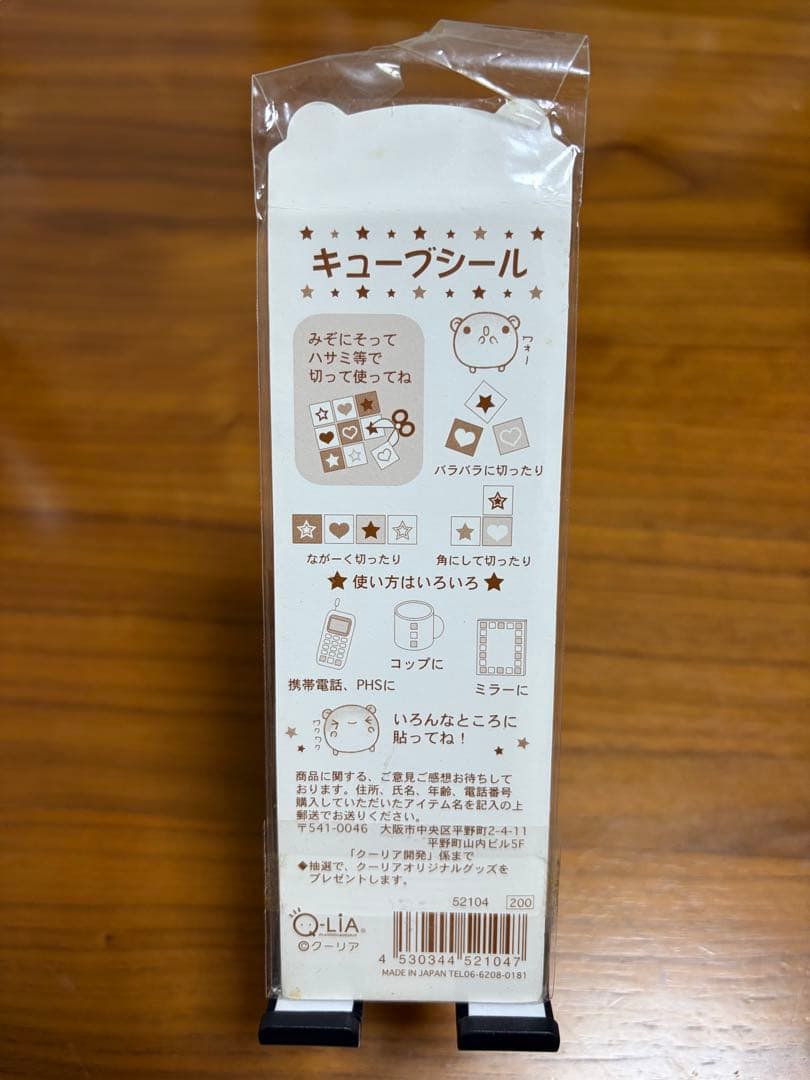 キューブシール
みぞにそって
ハサミ等で
切って使ってね
ワオー
バラバラに切ったり
ながーく切ったり
角にして切ったり
★使い方はいろいろ★
携帯電話、PHSに
コップに
ミラーに
ワクワク
いろんなところに
貼ってね!
商品に関する、ご意見ご感想お待ちして
おります。住所、氏名、年齢、電話番号
購入していただいたアイテム名を記入の上
郵送でお送りください。
〒541-0046 大阪市中央区平野町2-4-11
平野町山内ビル5F
「クーリア開発」係まで
◆抽選で、クーリアオリジナルグッズを
プレゼントします。
52104 200
Q-LiA®
©クーリア
4 530344 521047
MADE IN JAPAN TEL06-6208-0181